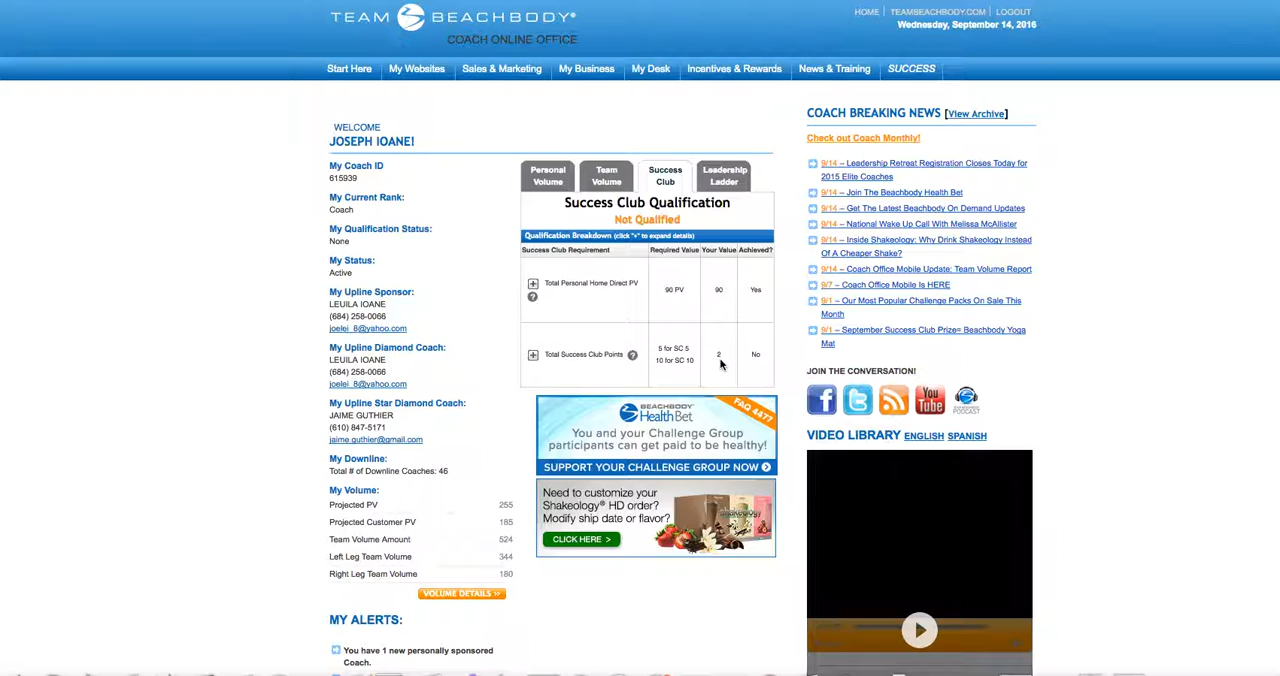 TEAM BEACHBODY®
COACH ONLINE OFFICE
HOME | TEAMBEACHBODY.COM | LOGOUT
Wednesday, September 14, 2016
Start Here
My Websites
Sales & Marketing
My Business
My Desk
Incentives & Rewards
News & Training
SUCCESS
WELCOME
JOSEPH IOANE!
My Coach ID
615939
My Current Rank:
Coach
My Qualification Status:
None
My Status:
Active
My Upline Sponsor:
LEUILA IOANE
(684) 258-0066
joelei_8@yahoo.com
My Upline Diamond Coach:
LEUILA IOANE
(684) 258-0066
joelei_8@yahoo.com
My Upline Star Diamond Coach:
JAIME GUTHIER
(610) 847-5171
jaime.guthier@gmail.com
My Downline:
Total # of Downline Coaches: 46
My Volume:
Projected PV 255
Projected Customer PV 185
Team Volume Amount 524
Left Leg Team Volume 344
Right Leg Team Volume 180
VOLUME DETAILS >>
MY ALERTS:
You have 1 new personally sponsored
Coach.
Personal
Volume
Team
Volume
Success
Club
Leadership
Ladder
Success Club Qualification
Not Qualified
Qualification Breakdown (click "+" to expand details)
Success Club Requirement Required Value Your Value Achieved?
Total Personal Home Direct PV 90 PV 90 Yes
Total Success Club Points
5 for SC 5
10 for SC 10
2
No
BEACHBODY
HealthBet
FAQ 4477
You and your Challenge Group
participants can get paid to be healthy!
SUPPORT YOUR CHALLENGE GROUP NOW
Need to customize your
Shakeology® HD order?
Modify ship date or flavor?
CLICK HERE >
shakeology
COACH BREAKING NEWS [View Archive]
Check out Coach Monthly!
9/14 – Leadership Retreat Registration Closes Today for
2015 Elite Coaches
9/14 – Join The Beachbody Health Bet
9/14 – Get The Latest Beachbody On Demand Updates
9/14 – National Wake Up Call With Melissa McAllister
9/14 – Inside Shakeology: Why Drink Shakeology Instead
Of A Cheaper Shake?
9/14 – Coach Office Mobile Update: Team Volume Report
9/7 – Coach Office Mobile Is HERE
9/1 – Our Most Popular Challenge Packs On Sale This
Month
9/1 – September Success Club Prize= Beachbody Yoga
Mat
JOIN THE CONVERSATION!
You
Tube
VIDEO LIBRARY ENGLISH SPANISH